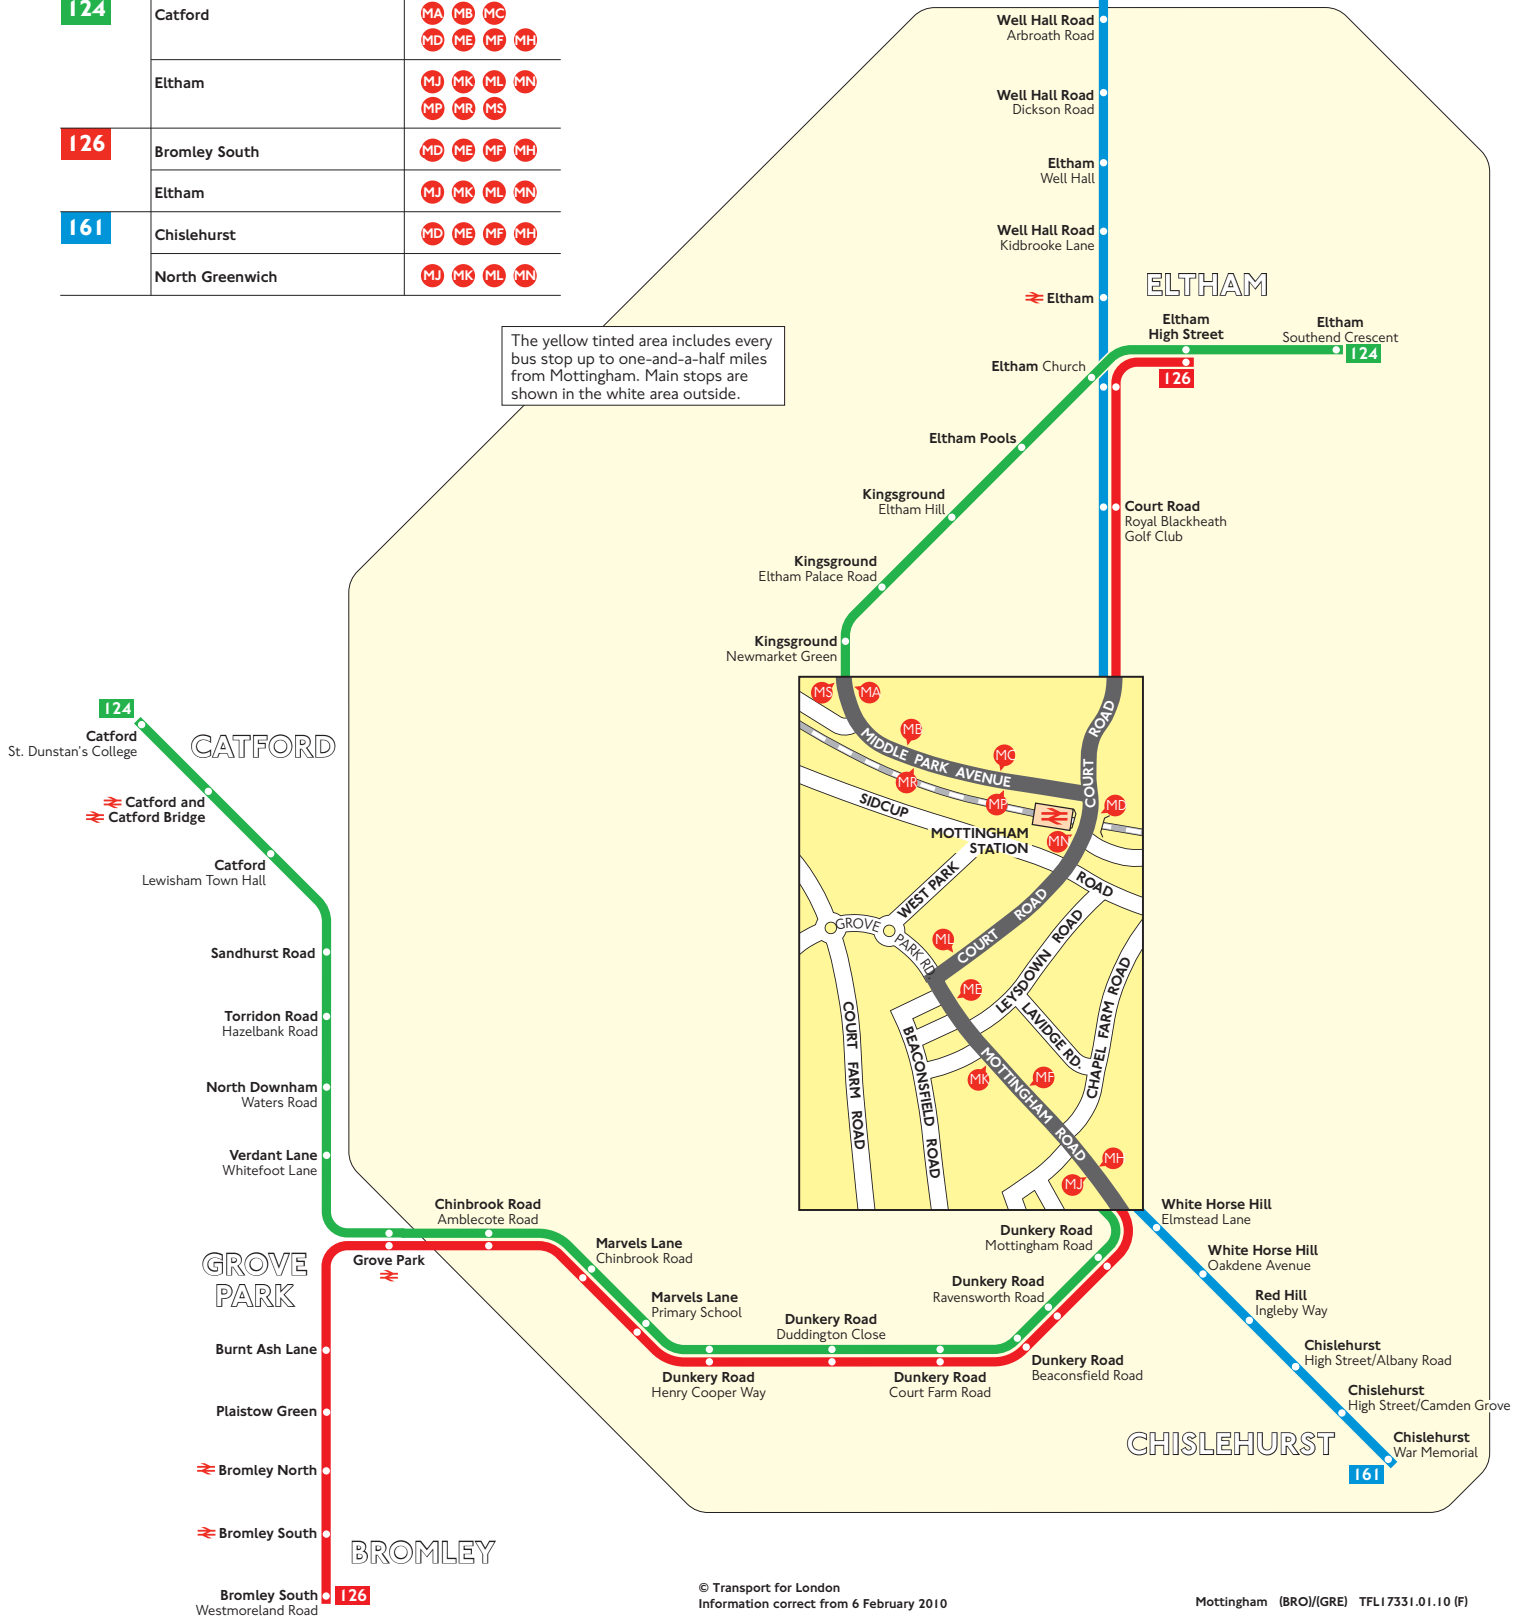 124
Catford
MA MB MC
MD ME MF MH
Eltham
MJ MK ML MN
MP MR MS
126
Bromley South
MD ME MF MH
Eltham
MJ MK ML MN
161
Chislehurst
MD ME MF MH
North Greenwich
MJ MK ML MN
The yellow tinted area includes every
bus stop up to one-and-a-half miles
from Mottingham. Main stops are
shown in the white area outside.
Well Hall Road
Arbroath Road
Well Hall Road
Dickson Road
Eltham
Well Hall
Well Hall Road
Kidbrooke Lane
Eltham
ELTHAM
Eltham
High Street
Eltham
Southend Crescent
124
126
Eltham Church
Eltham Pools
Kingsground
Eltham Hill
Court Road
Royal Blackheath
Golf Club
Kingsground
Eltham Palace Road
Kingsground
Newmarket Green
MS
MA
MB
MC
MR
MP
MD
MN
ML
ME
MK
MF
MH
MJ
MIDDLE PARK AVENUE
COURT ROAD
SIDCUP ROAD
MOTTINGHAM
STATION
WEST PARK
GROVE PARK RD.
COURT ROAD
LEYSDOWN ROAD
LAVIDGE RD.
CHAPEL FARM ROAD
COURT FARM ROAD
BEACONSFIELD ROAD
MOTTINGHAM ROAD
124
Catford
St. Dunstan's College
CATFORD
Catford and
Catford Bridge
Catford
Lewisham Town Hall
Sandhurst Road
Torridon Road
Hazelbank Road
North Downham
Waters Road
Verdant Lane
Whitefoot Lane
Chinbrook Road
Amblecote Road
Grove Park
GROVE
PARK
Marvels Lane
Chinbrook Road
Marvels Lane
Primary School
Dunkery Road
Henry Cooper Way
Dunkery Road
Duddington Close
Dunkery Road
Court Farm Road
Dunkery Road
Beaconsfield Road
Dunkery Road
Ravensworth Road
Dunkery Road
Mottingham Road
White Horse Hill
Elmstead Lane
White Horse Hill
Oakdene Avenue
Red Hill
Ingleby Way
Chislehurst
High Street/Albany Road
Chislehurst
High Street/Camden Grove
Chislehurst
War Memorial
CHISLEHURST
161
Burnt Ash Lane
Plaistow Green
Bromley North
Bromley South
BROMLEY
Bromley South
Westmoreland Road
126
© Transport for London
Information correct from 6 February 2010
Mottingham (BRO)/(GRE) TFL17331.01.10 (F)